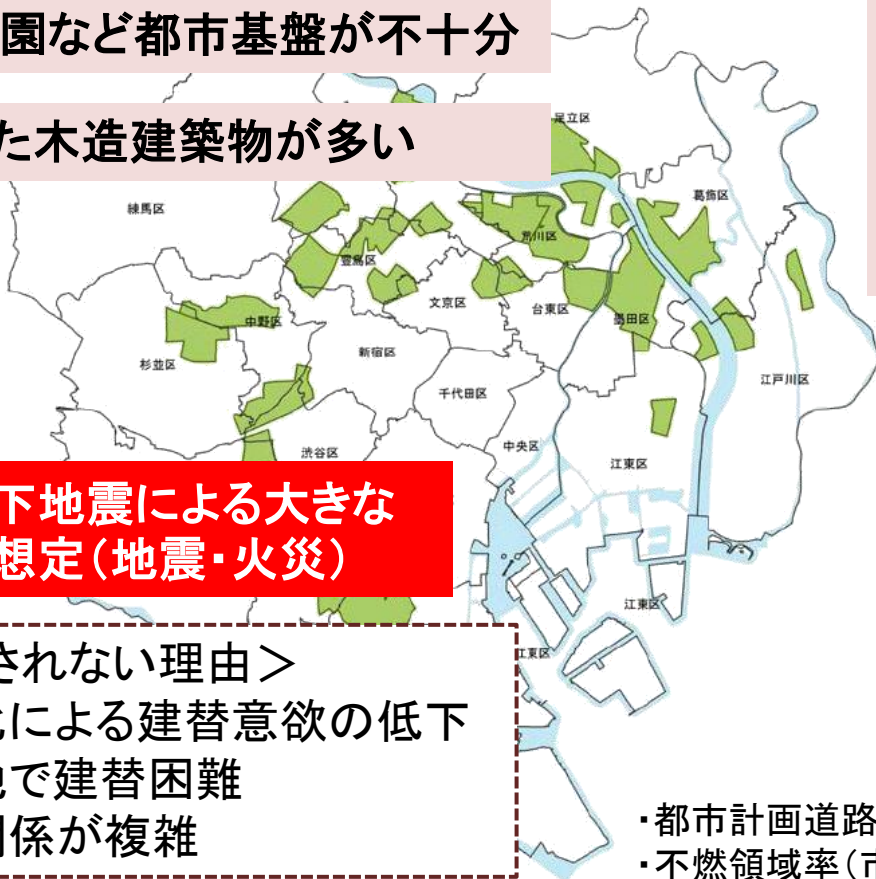 園など都市基盤が不十分
た木造建築物が多い
足立区
葛飾区
練馬区
荒川区
豊島区
文京区
台東区
墨田区
中野区
新宿区
杉並区
江戸川区
千代田区
中央区
渋谷区
江東区
下地震による大きな
想定（地震・火災）
江東区
江東区
されない理由＞
による建替意欲の低下
で建替困難
係が複雑
・都市計画道路
・不燃領域率（市